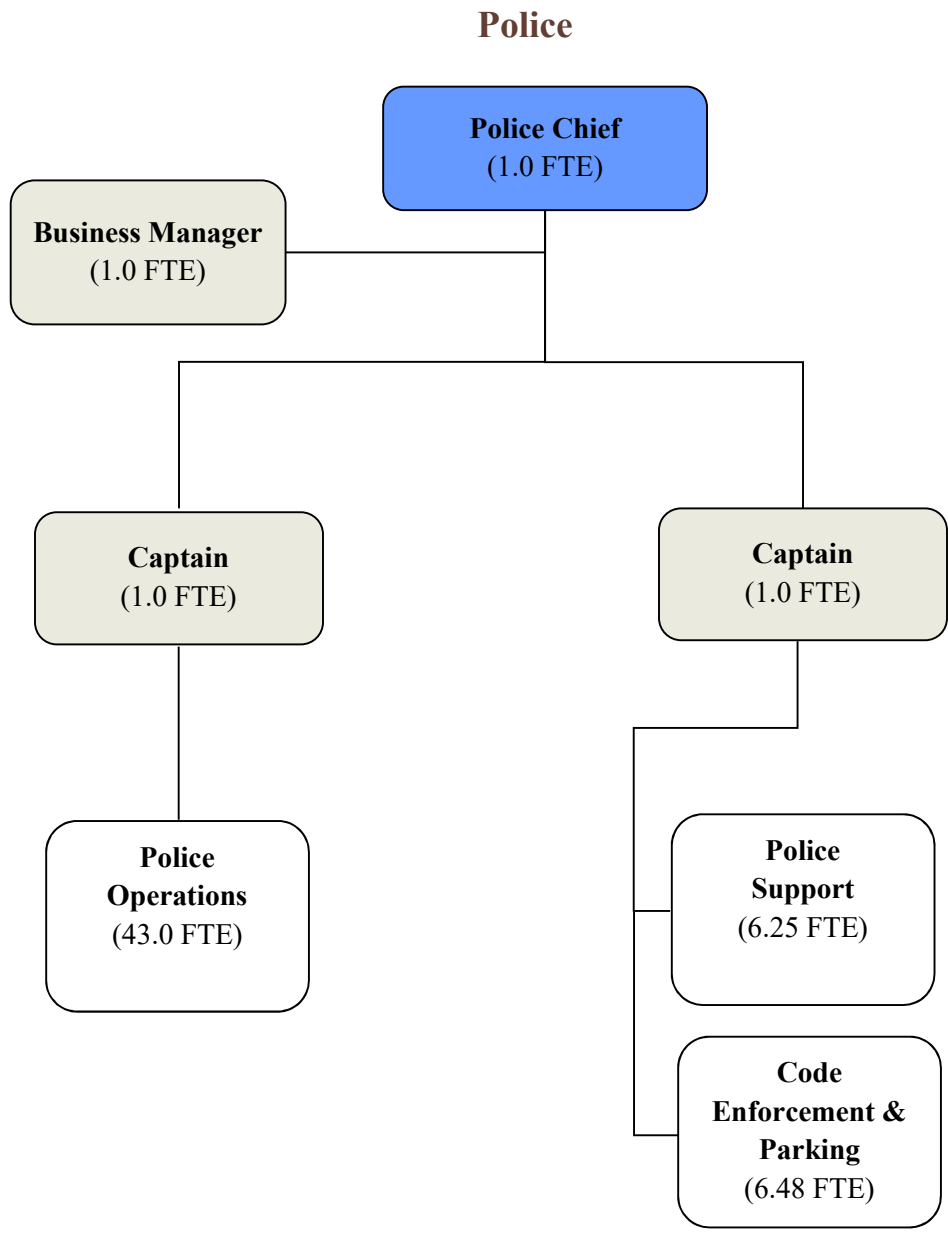 Police
Police Chief
(1.0 FTE)
Business Manager
(1.0 FTE)
Captain
(1.0 FTE)
Captain
(1.0 FTE)
Police
Operations
(43.0 FTE)
Police
Support
(6.25 FTE)
Code
Enforcement &
Parking
(6.48 FTE)